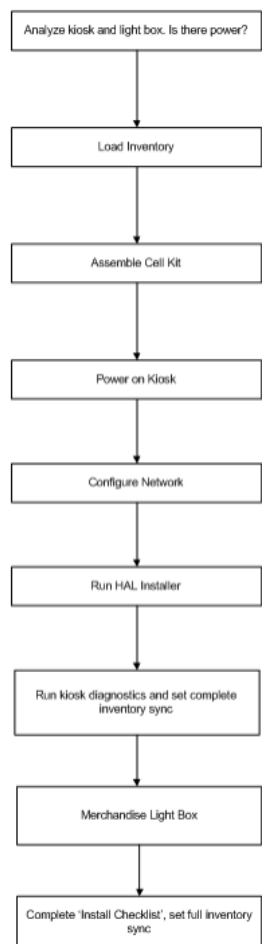 Analyze kiosk and light box. Is there power?
Load Inventory
Assemble Cell Kit
Power on Kiosk
Configure Network
Run HAL Installer
Run kiosk diagnostics and set complete
inventory sync
Merchandise Light Box
Complete 'Install Checklist', set full inventory
sync